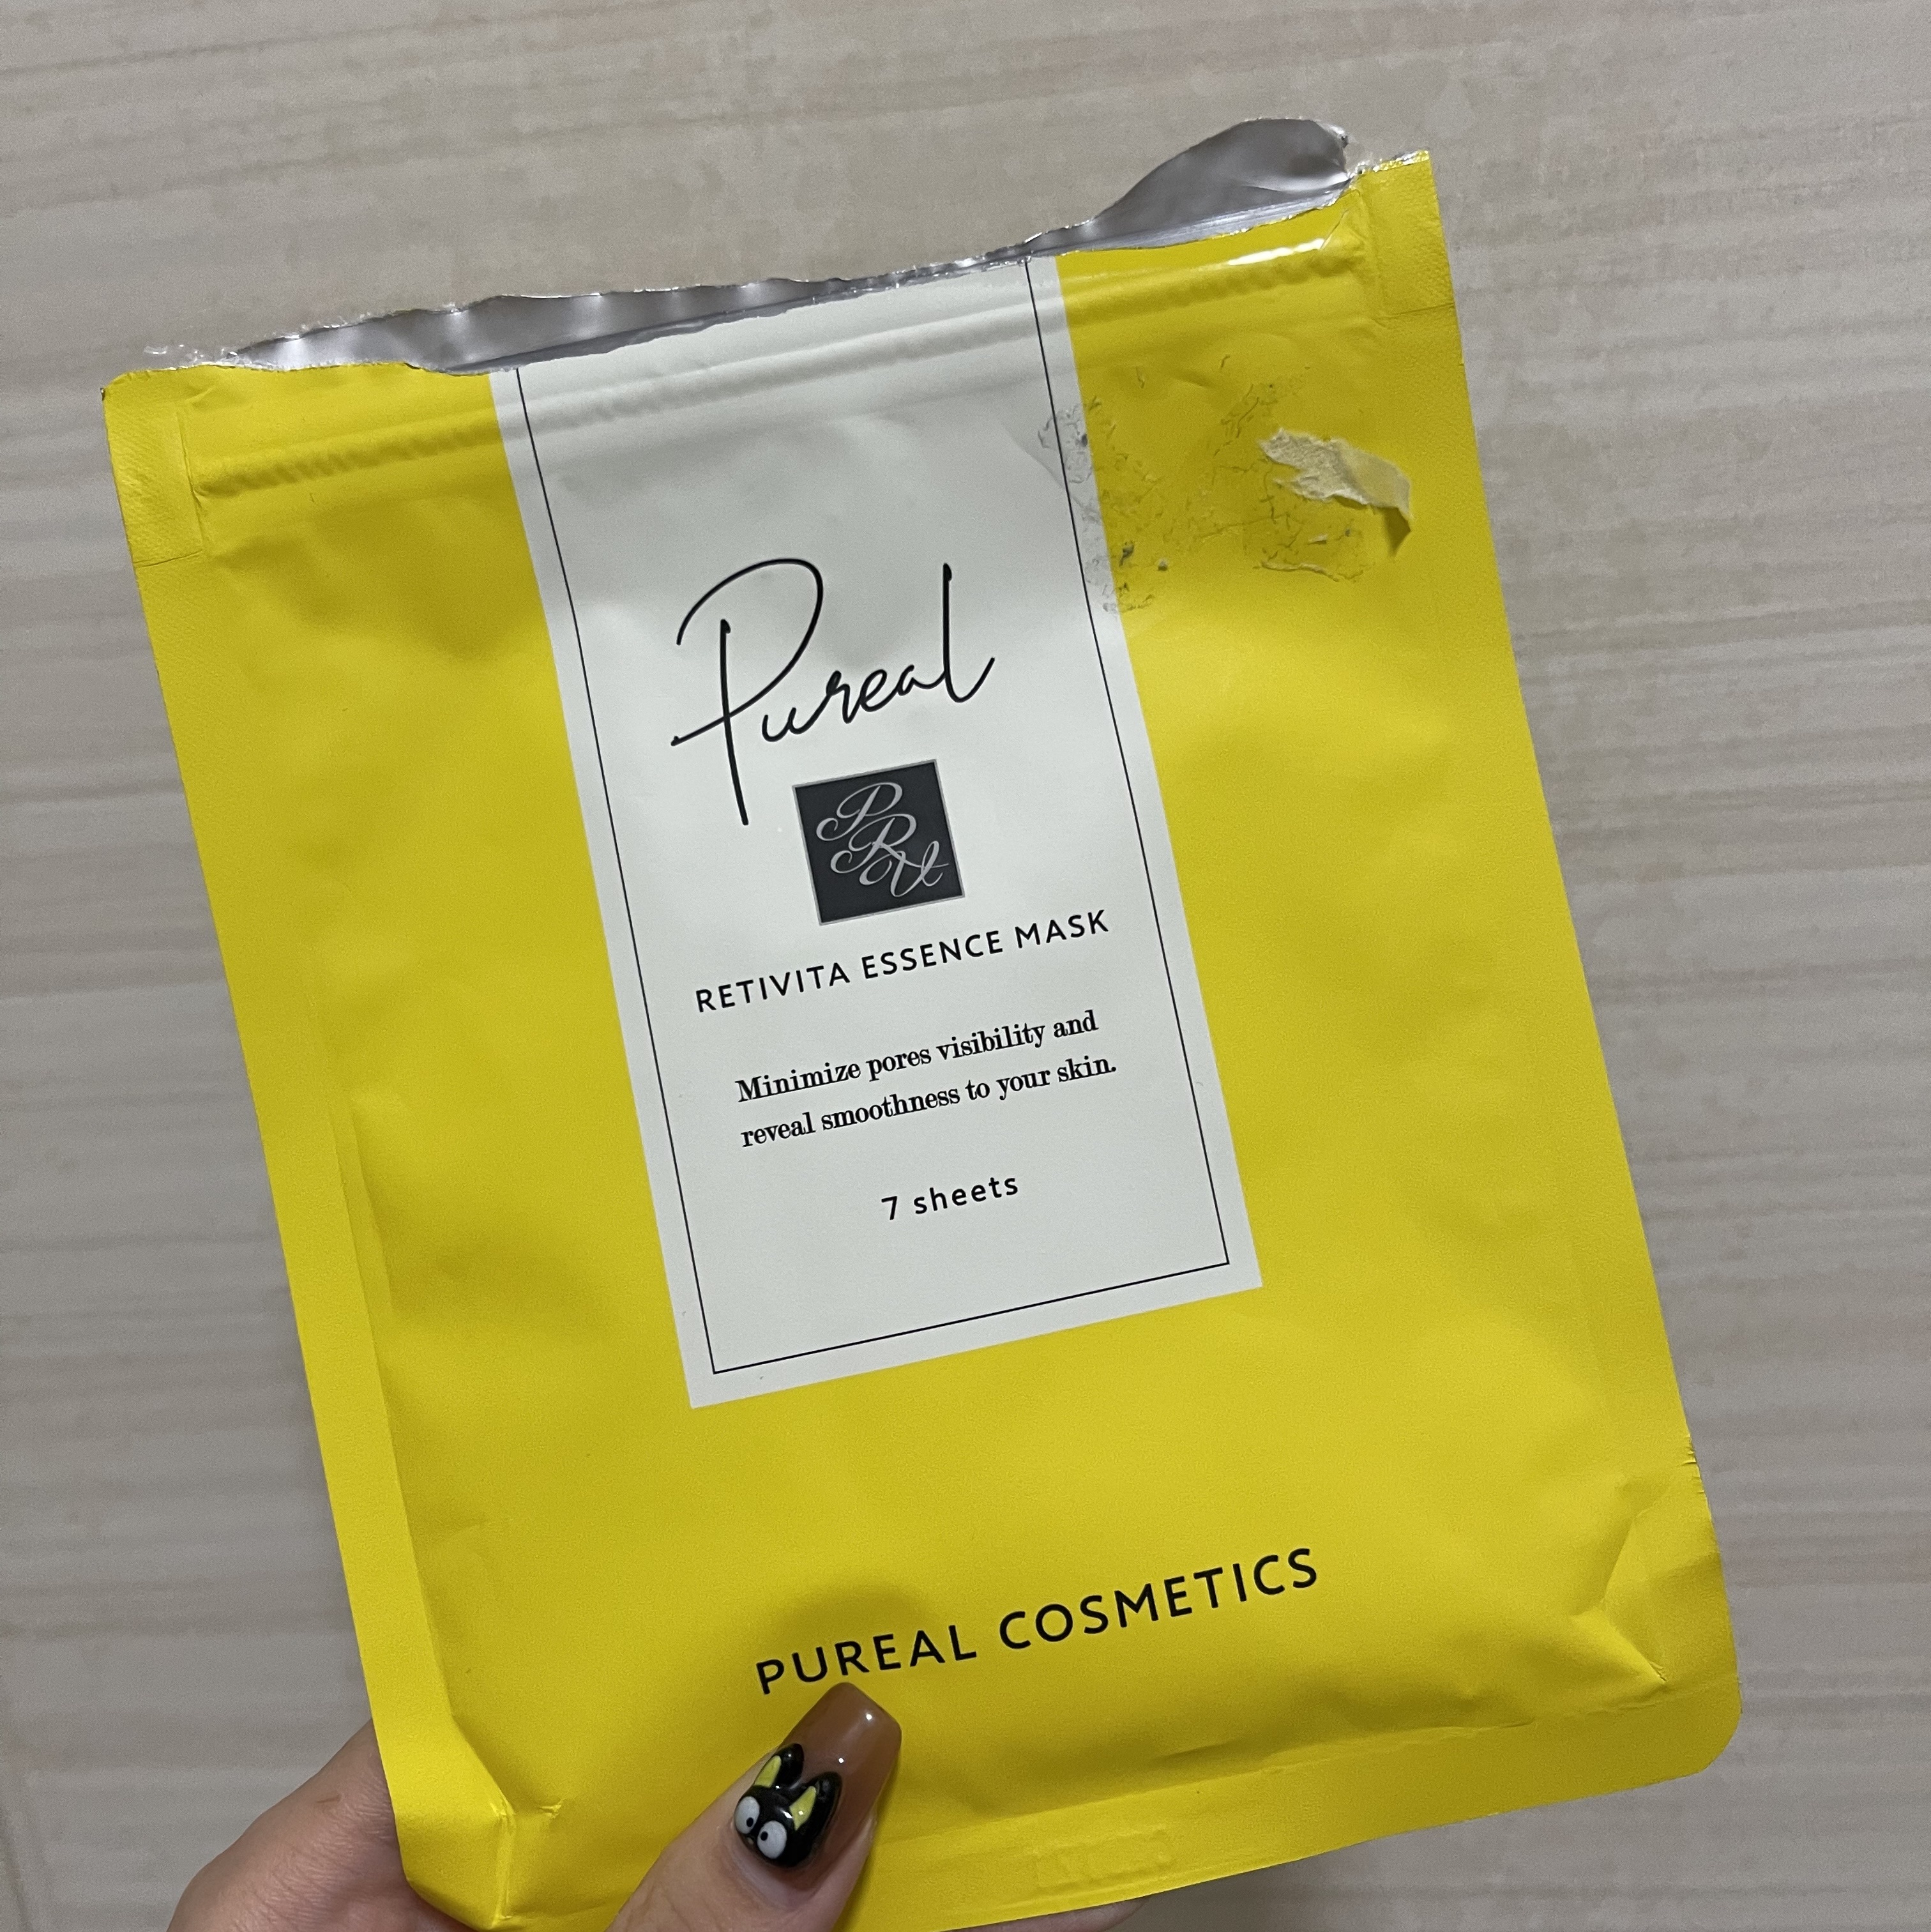 Pureal
PRV
RETIVITA ESSENCE MASK
Minimize pores visibility and
reveal smoothness to your skin.
7 sheets
PUREAL COSMETICS